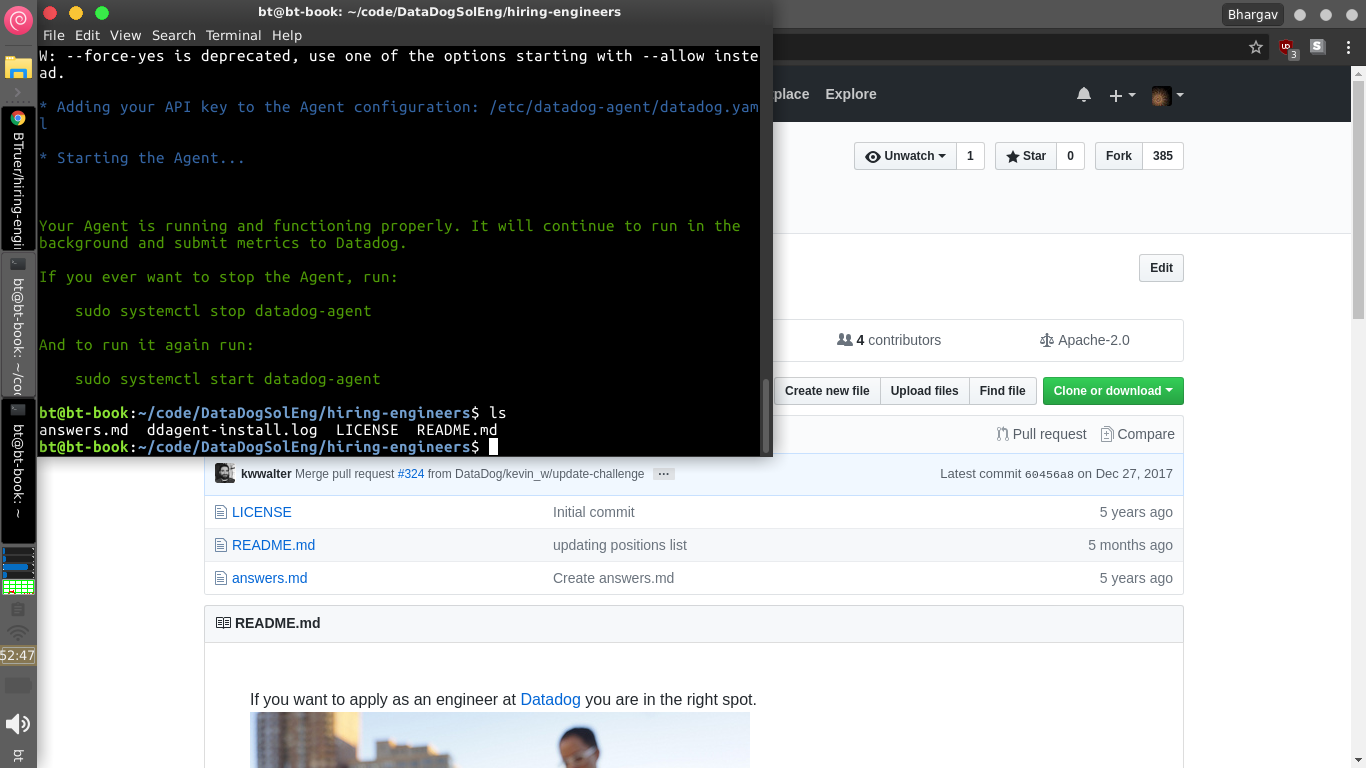 bt@bt-book: ~/code/DataDogSolEng/hiring-engineers
File Edit View Search Terminal Help
W: --force-yes is deprecated, use one of the options starting with --allow inste
ad.
* Adding your API key to the Agent configuration: /etc/datadog-agent/datadog.yam
l
* Starting the Agent...
Your Agent is running and functioning properly. It will continue to run in the
background and submit metrics to Datadog.
If you ever want to stop the Agent, run:
sudo systemctl stop datadog-agent
And to run it again run:
sudo systemctl start datadog-agent
bt@bt-book:~/code/DataDogSolEng/hiring-engineers$ ls
answers.md ddagent-install.log LICENSE README.md
bt@bt-book:~/code/DataDogSolEng/hiring-engineers$
BTruer/hiring-engi
bt@bt-book: ~/co
bt@bt-book: ~
52:47
bt
Bhargav
3
place Explore
Unwatch 1 Star 0 Fork 385
Edit
4 contributors Apache-2.0
Create new file Upload files Find file Clone or download
Pull request Compare
kwwalter Merge pull request #324 from DataDog/kevin_w/update-challenge ... Latest commit 60456a8 on Dec 27, 2017
LICENSE Initial commit 5 years ago
README.md updating positions list 5 months ago
answers.md Create answers.md 5 years ago
README.md
If you want to apply as an engineer at Datadog you are in the right spot.